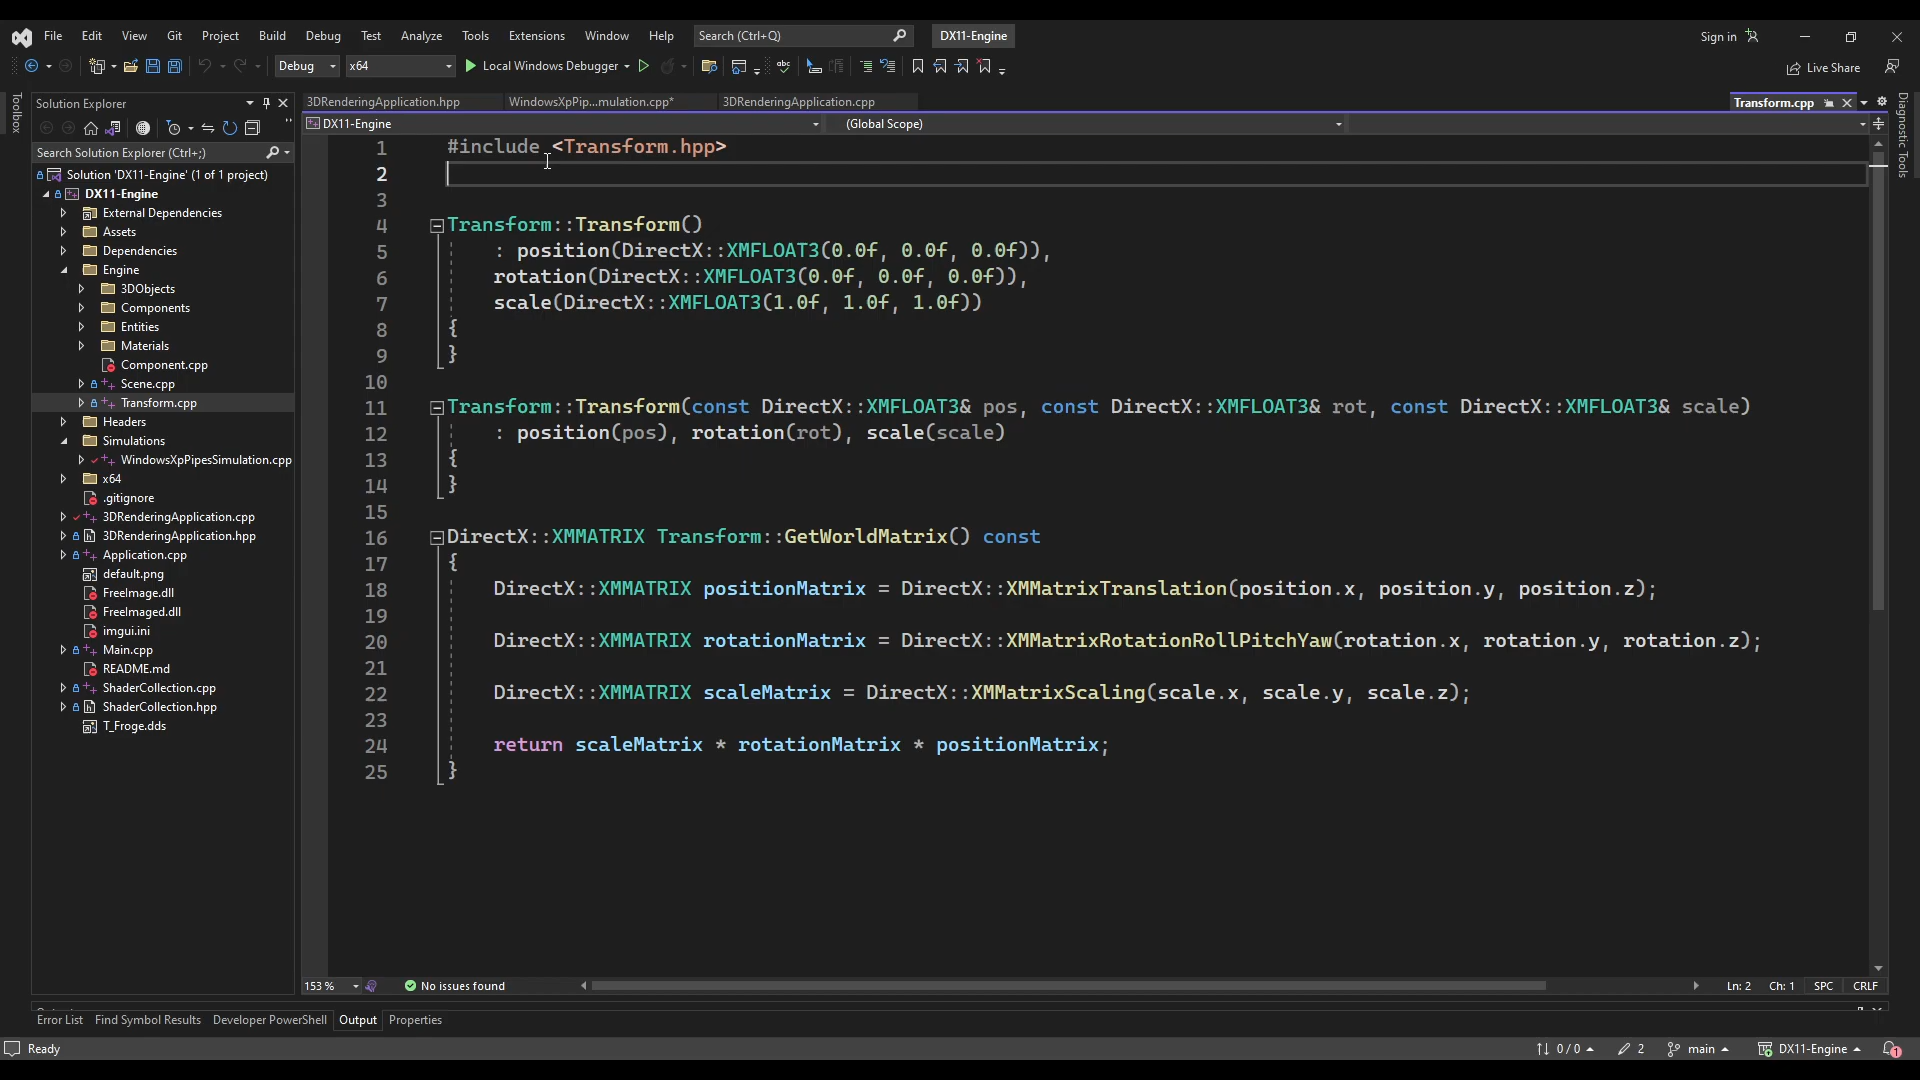 File Edit View Git Project Build Debug Test Analyze Tools Extensions Window Help Search (Ctrl+Q) DX11-Engine Sign in
Debug x64 Local Windows Debugger Live Share
Toolbox
Solution Explorer
Search Solution Explorer (Ctrl+;)
Solution 'DX11-Engine' (1 of 1 project)
DX11-Engine
External Dependencies
Assets
Dependencies
Engine
3DObjects
Components
Entities
Materials
Component.cpp
Scene.cpp
Transform.cpp
Headers
Simulations
WindowsXpPipesSimulation.cpp
x64
.gitignore
3DRenderingApplication.cpp
3DRenderingApplication.hpp
Application.cpp
default.png
FreeImage.dll
FreeImaged.dll
imgui.ini
Main.cpp
README.md
ShaderCollection.cpp
ShaderCollection.hpp
T_Froge.dds
3DRenderingApplication.hpp WindowsXpPip...mulation.cpp* 3DRenderingApplication.cpp Transform.cpp
DX11-Engine (Global Scope)
1 #include <Transform.hpp>
2
3
4 Transform::Transform()
5 : position(DirectX::XMFLOAT3(0.0f, 0.0f, 0.0f)),
6 rotation(DirectX::XMFLOAT3(0.0f, 0.0f, 0.0f)),
7 scale(DirectX::XMFLOAT3(1.0f, 1.0f, 1.0f))
8 {
9 }
10
11 Transform::Transform(const DirectX::XMFLOAT3& pos, const DirectX::XMFLOAT3& rot, const DirectX::XMFLOAT3& scale)
12 : position(pos), rotation(rot), scale(scale)
13 {
14 }
15
16 DirectX::XMMATRIX Transform::GetWorldMatrix() const
17 {
18 DirectX::XMMATRIX positionMatrix = DirectX::XMMatrixTranslation(position.x, position.y, position.z);
19
20 DirectX::XMMATRIX rotationMatrix = DirectX::XMMatrixRotationRollPitchYaw(rotation.x, rotation.y, rotation.z);
21
22 DirectX::XMMATRIX scaleMatrix = DirectX::XMMatrixScaling(scale.x, scale.y, scale.z);
23
24 return scaleMatrix * rotationMatrix * positionMatrix;
25 }
Diagnostic Tools
153 % No issues found Ln: 2 Ch: 1 SPC CRLF
Error List Find Symbol Results Developer PowerShell Output Properties
Ready 0 / 0 2 main DX11-Engine 1